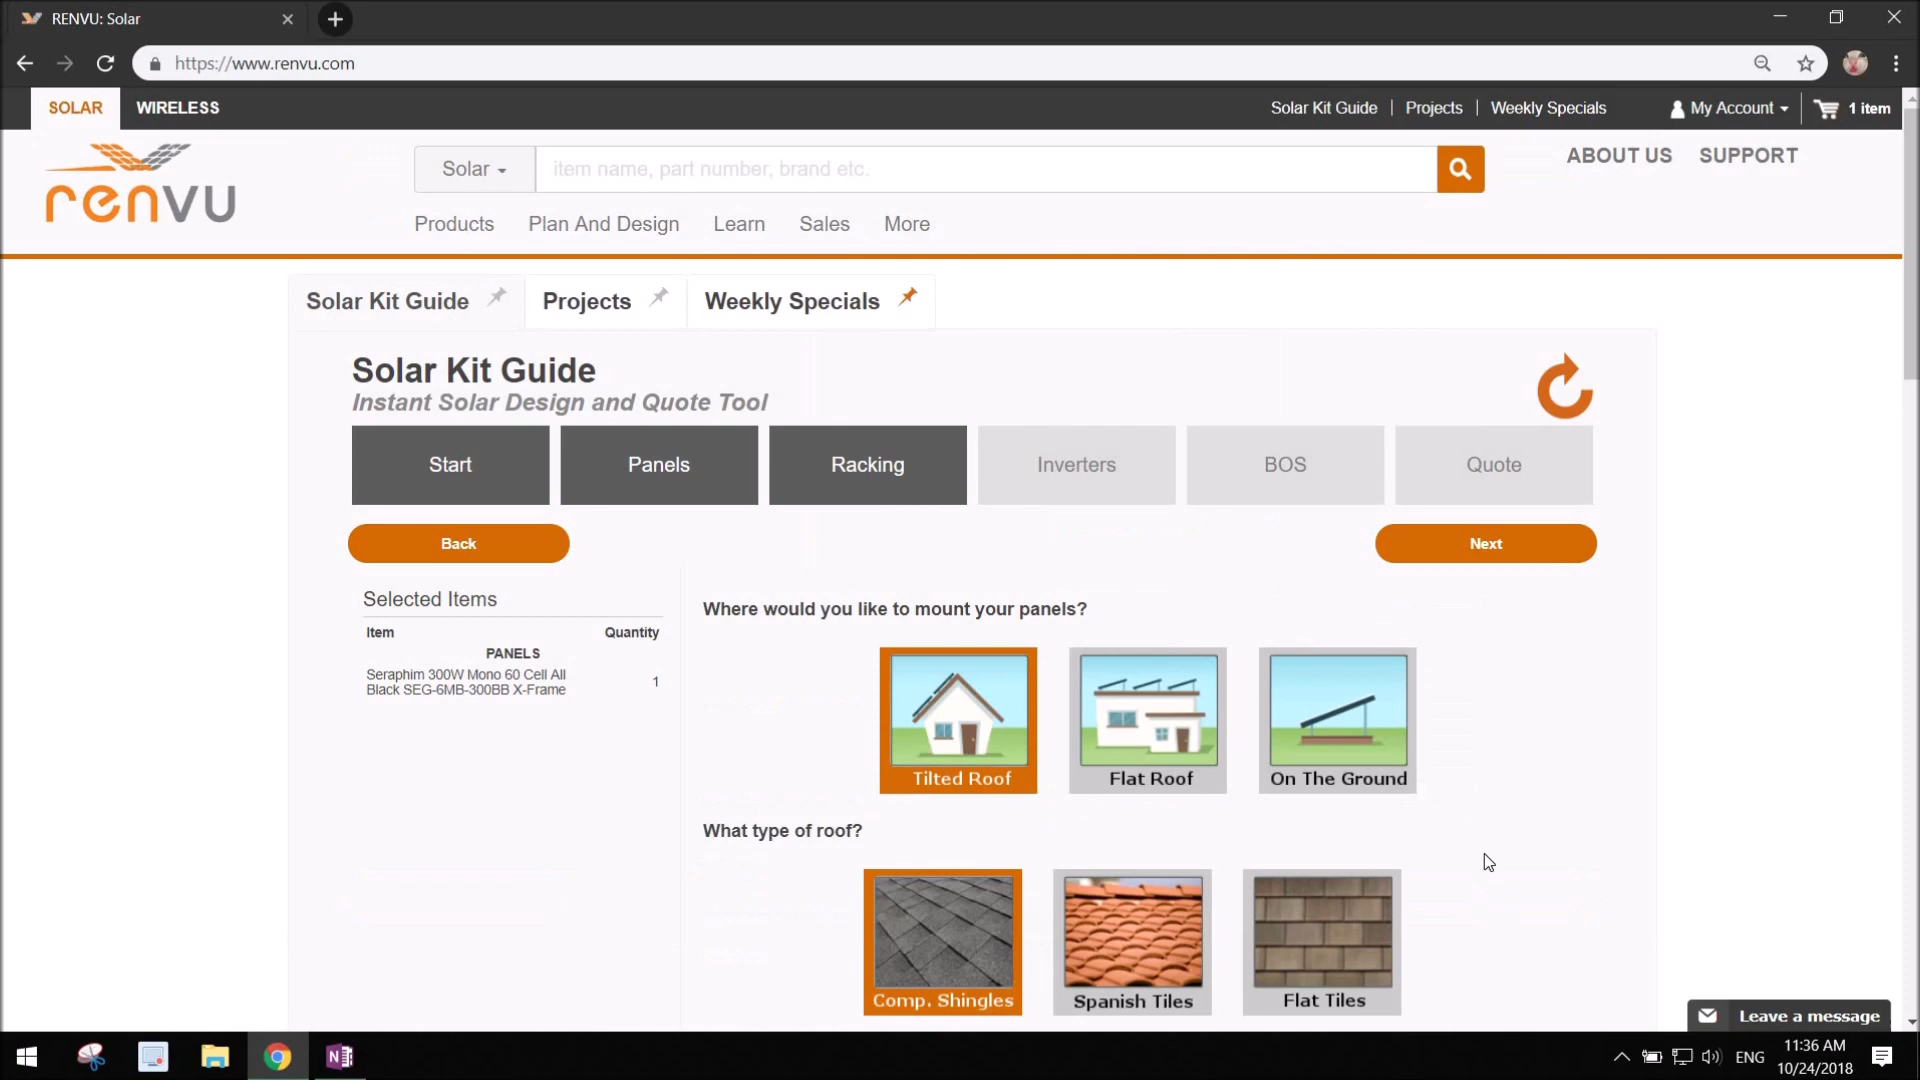 RENVU: Solar
https://www.renvu.com
SOLAR WIRELESS Solar Kit Guide | Projects | Weekly Specials My Account 1 item
renvu
Solar item name, part number, brand etc. ABOUT US SUPPORT
Products Plan And Design Learn Sales More
Solar Kit Guide Projects Weekly Specials
Solar Kit Guide
Instant Solar Design and Quote Tool
Start Panels Racking Inverters BOS Quote
Back Next
Selected Items
Item Quantity
PANELS
Seraphim 300W Mono 60 Cell All
Black SEG-6MB-300BB X-Frame
1
Where would you like to mount your panels?
Tilted Roof Flat Roof On The Ground
What type of roof?
Comp. Shingles Spanish Tiles Flat Tiles
Leave a message
ENG
11:36 AM
10/24/2018